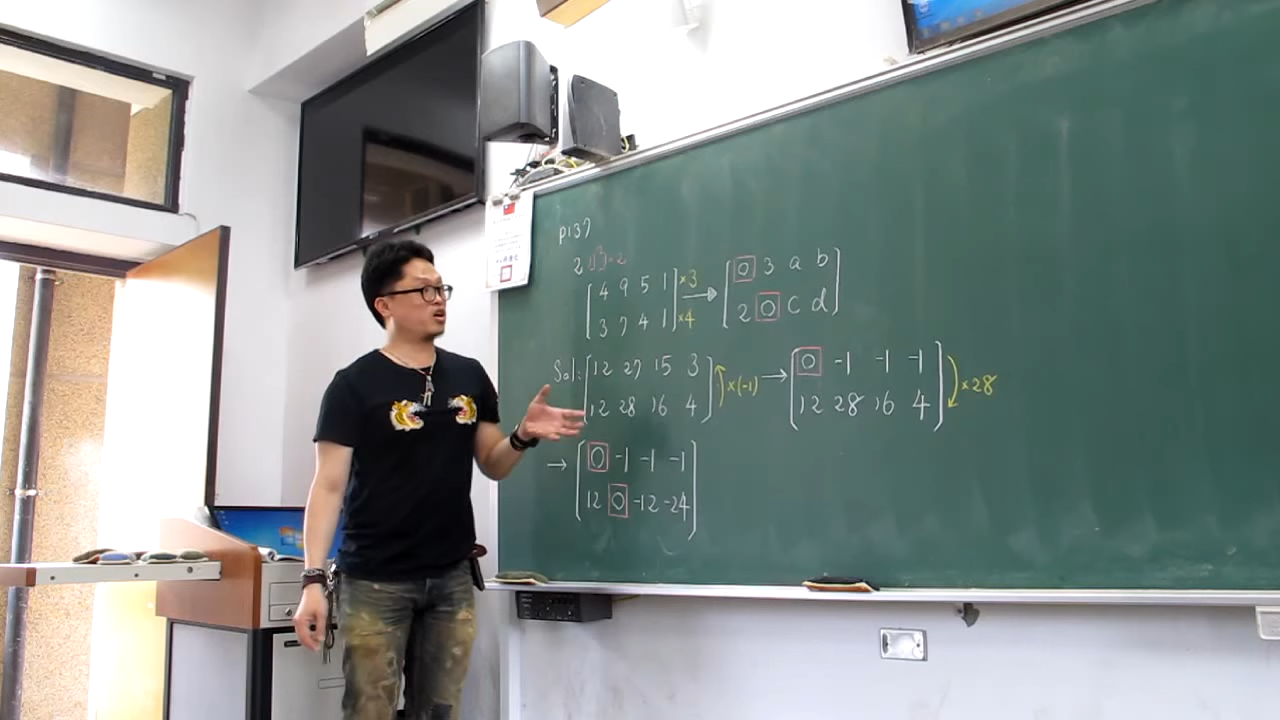 P137
2
[4 9 5 1] ×3 → [0 3 a b]
[3 7 4 1] ×4 [2 0 c d]
Sol: [12 27 15 3] ×(-1) → [0 -1 -1 -1] ×28
[12 28 16 4] [12 28 16 4]
→ [0 -1 -1 -1]
[12 0 -12 -24]